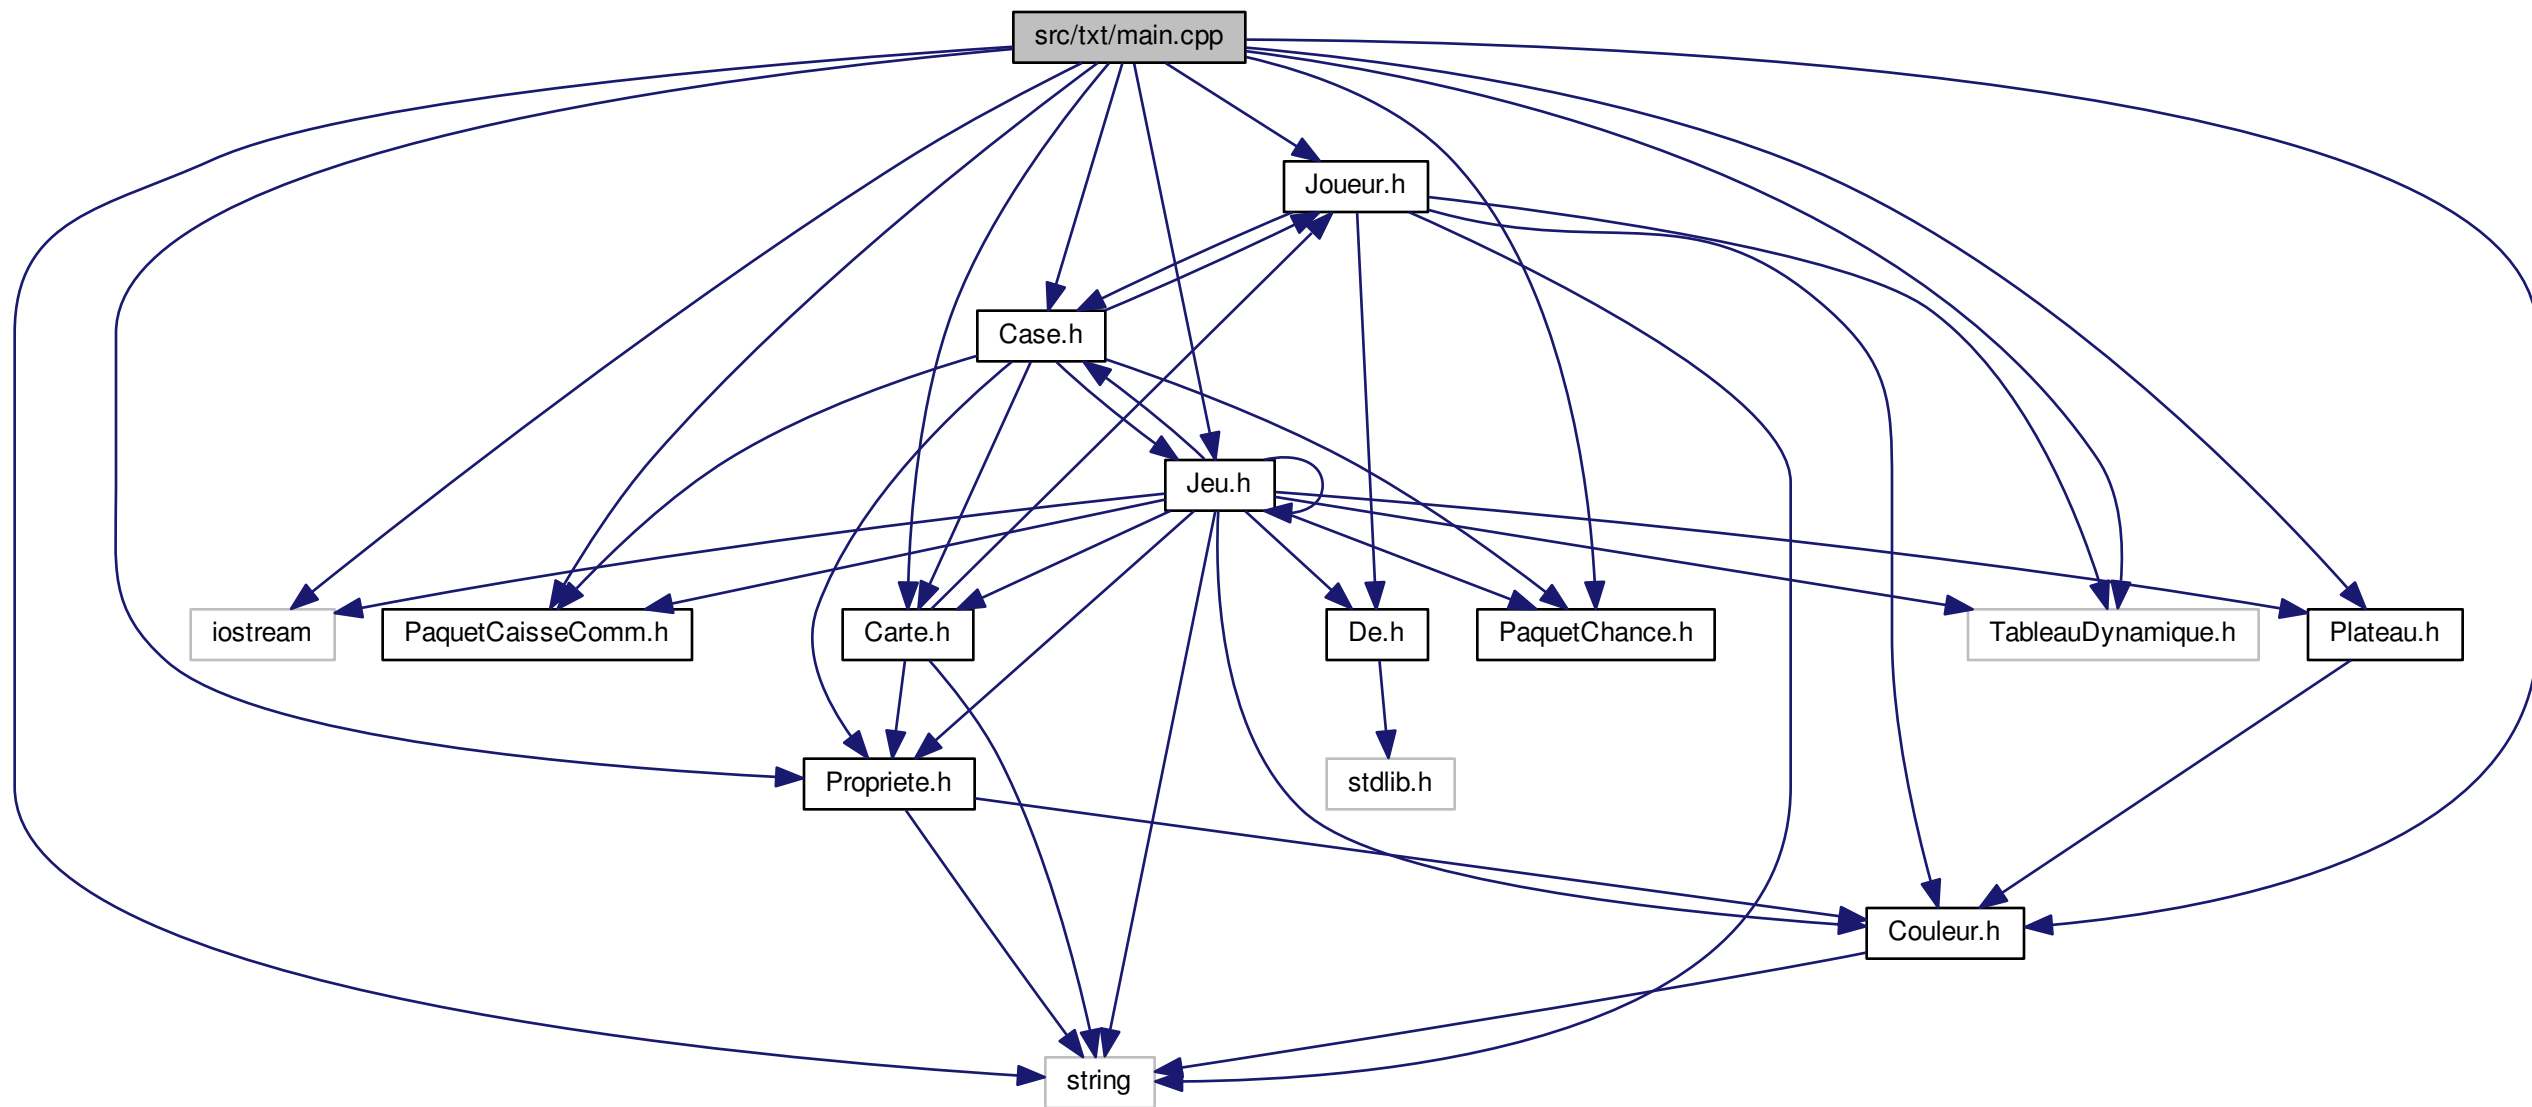 src/txt/main.cpp
Joueur.h
Case.h
Jeu.h
iostream
PaquetCaisseComm.h
Carte.h
De.h
PaquetChance.h
TableauDynamique.h
Plateau.h
Propriete.h
stdlib.h
Couleur.h
string